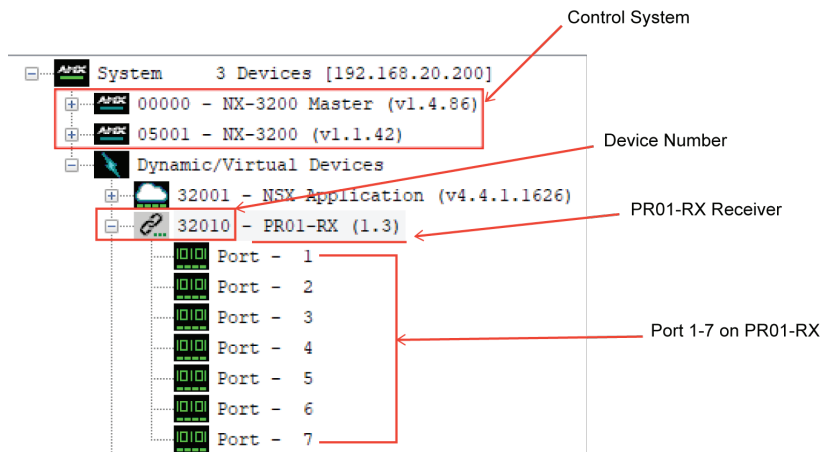 Control System
AMX System 3 Devices [192.168.20.200]
AMX 00000 - NX-3200 Master (v1.4.86)
AMX 05001 - NX-3200 (v1.1.42)
Device Number
Dynamic/Virtual Devices
32001 - NSX Application (v4.4.1.1626)
PR01-RX Receiver
32010 - PR01-RX (1.3)
Port - 1
Port - 2
Port - 3
Port 1-7 on PR01-RX
Port - 4
Port - 5
Port - 6
Port - 7